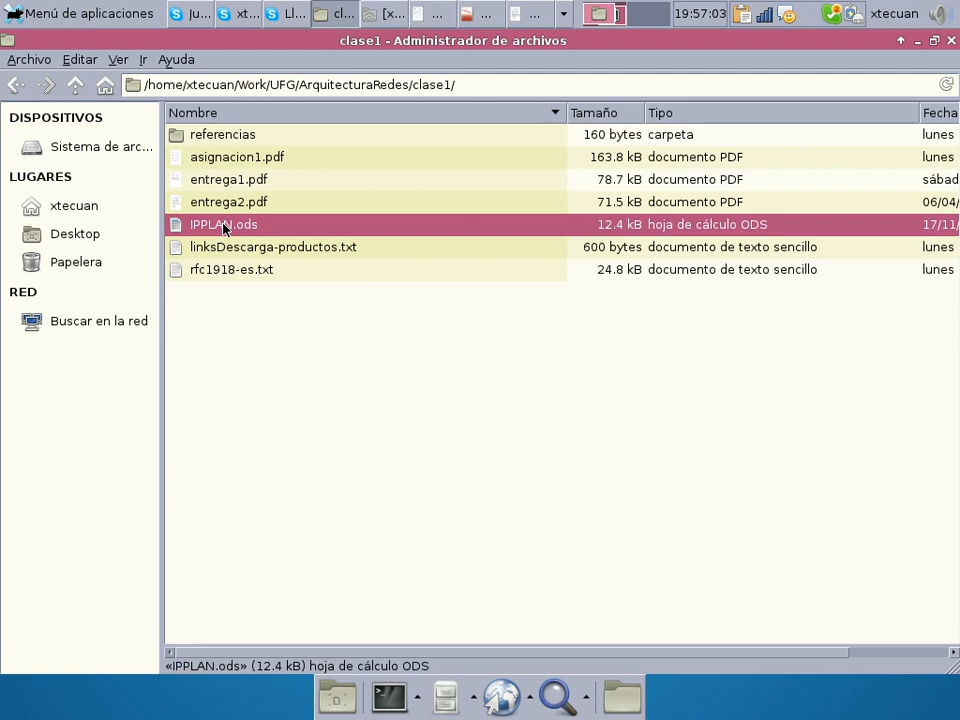 Menú de aplicaciones Ju... xt... Ll... cl... [x... ... ... ... 19:57:03 xtecuan
clase1 - Administrador de archivos
Archivo Editar Ver Ir Ayuda
/home/xtecuan/Work/UFG/ArquitecturaRedes/clase1/
DISPOSITIVOS
Sistema de arc...
LUGARES
xtecuan
Desktop
Papelera
RED
Buscar en la red
Nombre Tamaño Tipo Fecha
referencias 160 bytes carpeta lunes
asignacion1.pdf 163.8 kB documento PDF lunes
entrega1.pdf 78.7 kB documento PDF sábad
entrega2.pdf 71.5 kB documento PDF 06/04/
IPPLAN.ods 12.4 kB hoja de cálculo ODS 17/11/
linksDescarga-productos.txt 600 bytes documento de texto sencillo lunes
rfc1918-es.txt 24.8 kB documento de texto sencillo lunes
«IPPLAN.ods» (12.4 kB) hoja de cálculo ODS